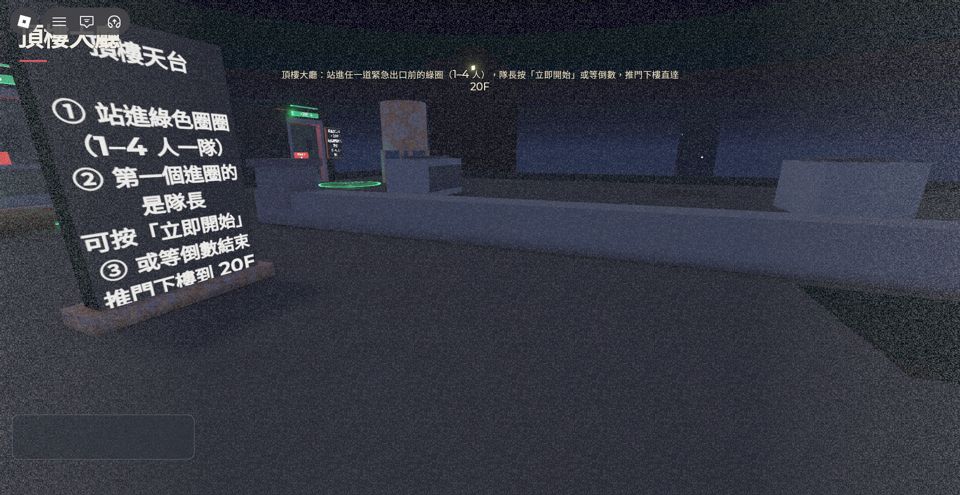 頂樓大廳
頂樓大廳：站進任一道緊急出口前的綠圈（1–4 人），隊長按「立即開始」或等倒數，推門下樓直達
20F
頂樓天台
① 站進綠色圈圈
（1–4 人一隊）
② 第一個進圈的
是隊長
可按「立即開始」
③ 或等倒數結束
推門下樓到 20F